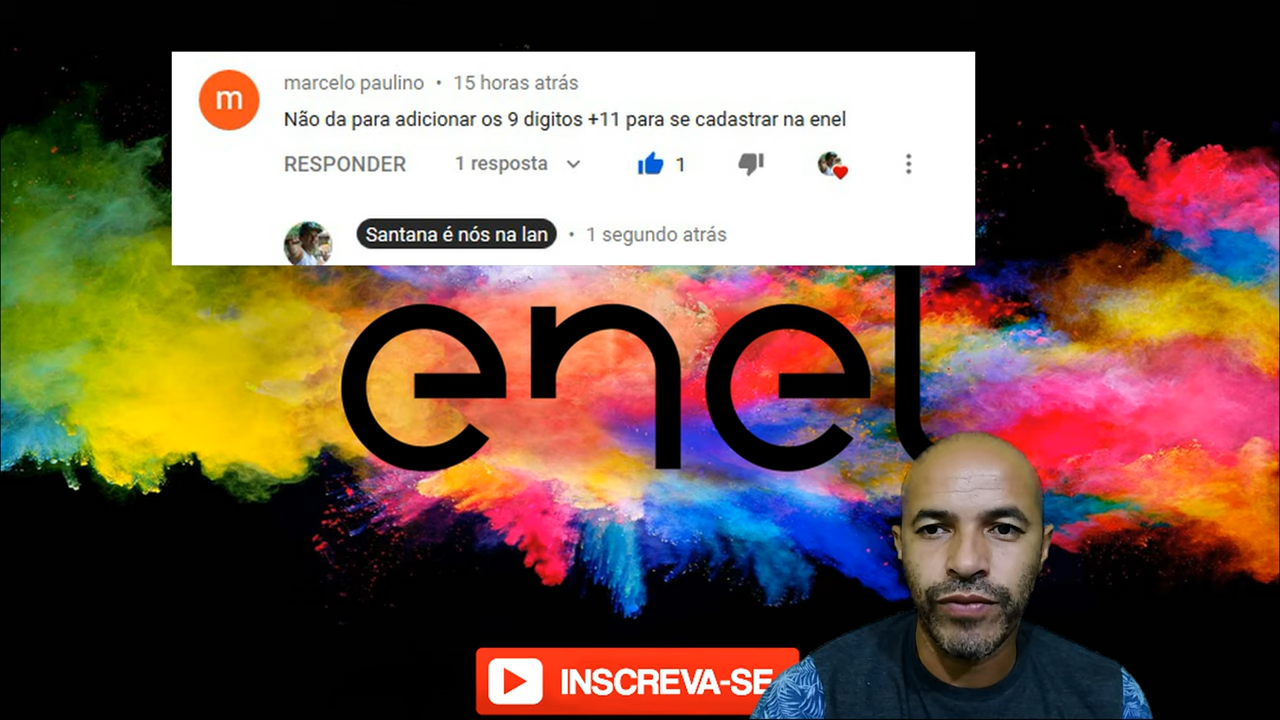 m
marcelo paulino • 15 horas atrás
Não da para adicionar os 9 digitos +11 para se cadastrar na enel
RESPONDER 1 resposta 1
Santana é nós na lan • 1 segundo atrás
enel
INSCREVA-SE